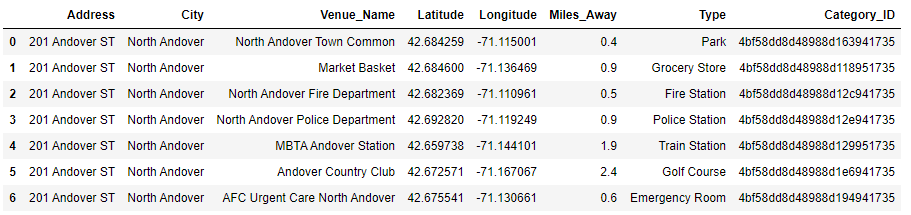 Address City Venue_Name Latitude Longitude Miles_Away Type Category_ID
0 201 Andover ST North Andover North Andover Town Common 42.684259 -71.115001 0.4 Park 4bf58dd8d48988d163941735
1 201 Andover ST North Andover Market Basket 42.684600 -71.136469 0.9 Grocery Store 4bf58dd8d48988d118951735
2 201 Andover ST North Andover North Andover Fire Department 42.682369 -71.110961 0.5 Fire Station 4bf58dd8d48988d12c941735
3 201 Andover ST North Andover North Andover Police Department 42.692820 -71.119249 0.9 Police Station 4bf58dd8d48988d12e941735
4 201 Andover ST North Andover MBTA Andover Station 42.659738 -71.144101 1.9 Train Station 4bf58dd8d48988d129951735
5 201 Andover ST North Andover Andover Country Club 42.672571 -71.167067 2.4 Golf Course 4bf58dd8d48988d1e6941735
6 201 Andover ST North Andover AFC Urgent Care North Andover 42.675541 -71.130661 0.6 Emergency Room 4bf58dd8d48988d194941735